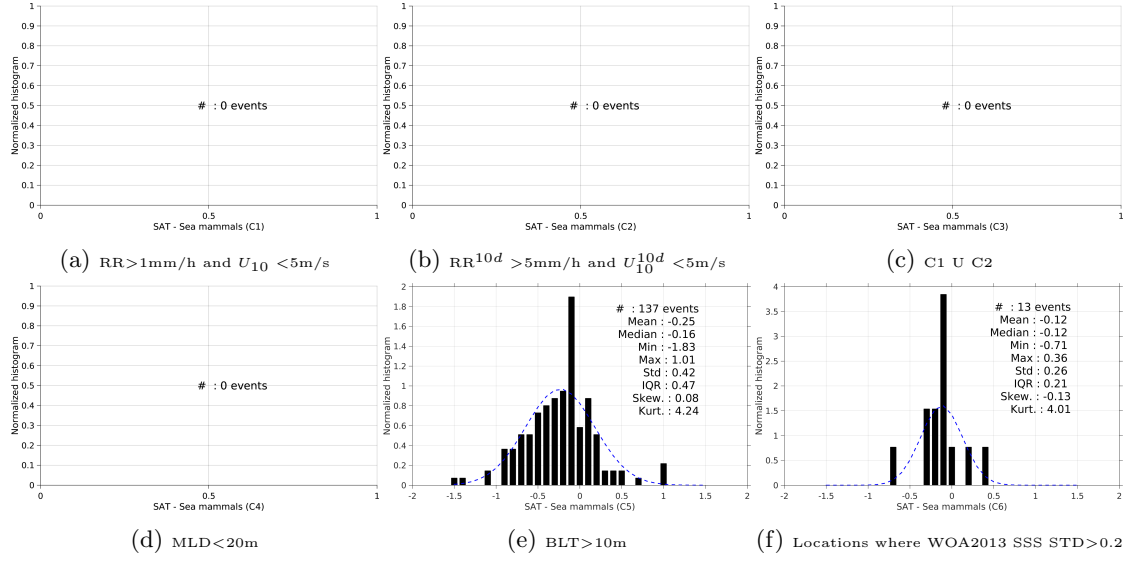 1
0.9
0.8
0.7
0.6
0.5
0.4
0.3
0.2
0.1
0
Normalized histogram
# : 0 events
0 0.5 1
SAT - Sea mammals (C1)
(a) RR>1mm/h and U10 <5m/s
1
0.9
0.8
0.7
0.6
0.5
0.4
0.3
0.2
0.1
0
Normalized histogram
# : 0 events
0 0.5 1
SAT - Sea mammals (C2)
(b) RR10d >5mm/h and U10d10 <5m/s
1
0.9
0.8
0.7
0.6
0.5
0.4
0.3
0.2
0.1
0
Normalized histogram
# : 0 events
0 0.5 1
SAT - Sea mammals (C3)
(c) C1 U C2
1
0.9
0.8
0.7
0.6
0.5
0.4
0.3
0.2
0.1
0
Normalized histogram
# : 0 events
0 0.5 1
SAT - Sea mammals (C4)
(d) MLD<20m
2
1.8
1.6
1.4
1.2
1
0.8
0.6
0.4
0.2
0
Normalized histogram
# : 137 events
Mean : -0.25
Median : -0.16
Min : -1.83
Max : 1.01
Std : 0.42
IQR : 0.47
Skew. : 0.08
Kurt. : 4.24
-2 -1.5 -1 -0.5 0 0.5 1 1.5 2
SAT - Sea mammals (C5)
(e) BLT>10m
4
3.5
3
2.5
2
1.5
1
0.5
0
Normalized histogram
# : 13 events
Mean : -0.12
Median : -0.12
Min : -0.71
Max : 0.36
Std : 0.26
IQR : 0.21
Skew. : -0.13
Kurt. : 4.01
-2 -1.5 -1 -0.5 0 0.5 1 1.5 2
SAT - Sea mammals (C6)
(f) Locations where WOA2013 SSS STD>0.2